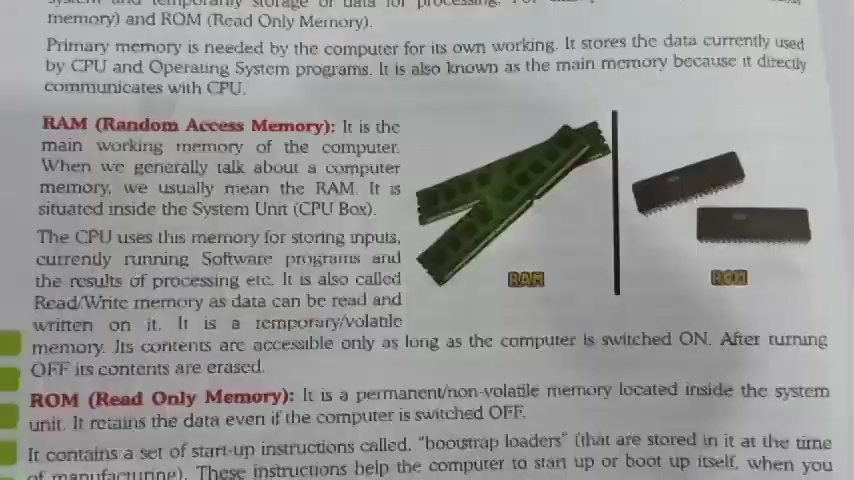 system and temporarily storage of data for processing.
memory) and ROM (Read Only Memory).
Primary memory is needed by the computer for its own working. It stores the data currently used
by CPU and Operating System programs. It is also known as the main memory because it directly
communicates with CPU.
RAM (Random Access Memory): It is the
main working memory of the computer.
When we generally talk about a computer
memory, we usually mean the RAM. It is
situated inside the System Unit (CPU Box).
The CPU uses this memory for storing inputs,
currently running Software programs and
the results of processing etc. It is also called
Read/Write memory as data can be read and
written on it. It is a temporary/volatile
memory. Its contents are accessible only as long as the computer is switched ON. After turning
OFF its contents are erased.
RAM
ROM
ROM (Read Only Memory): It is a permanent/non-volatile memory located inside the system
unit. It retains the data even if the computer is switched OFF.
It contains a set of start-up instructions called, "bootstrap loaders" (that are stored in it at the time
of manufacturing). These instructions help the computer to start up or boot up itself, when you